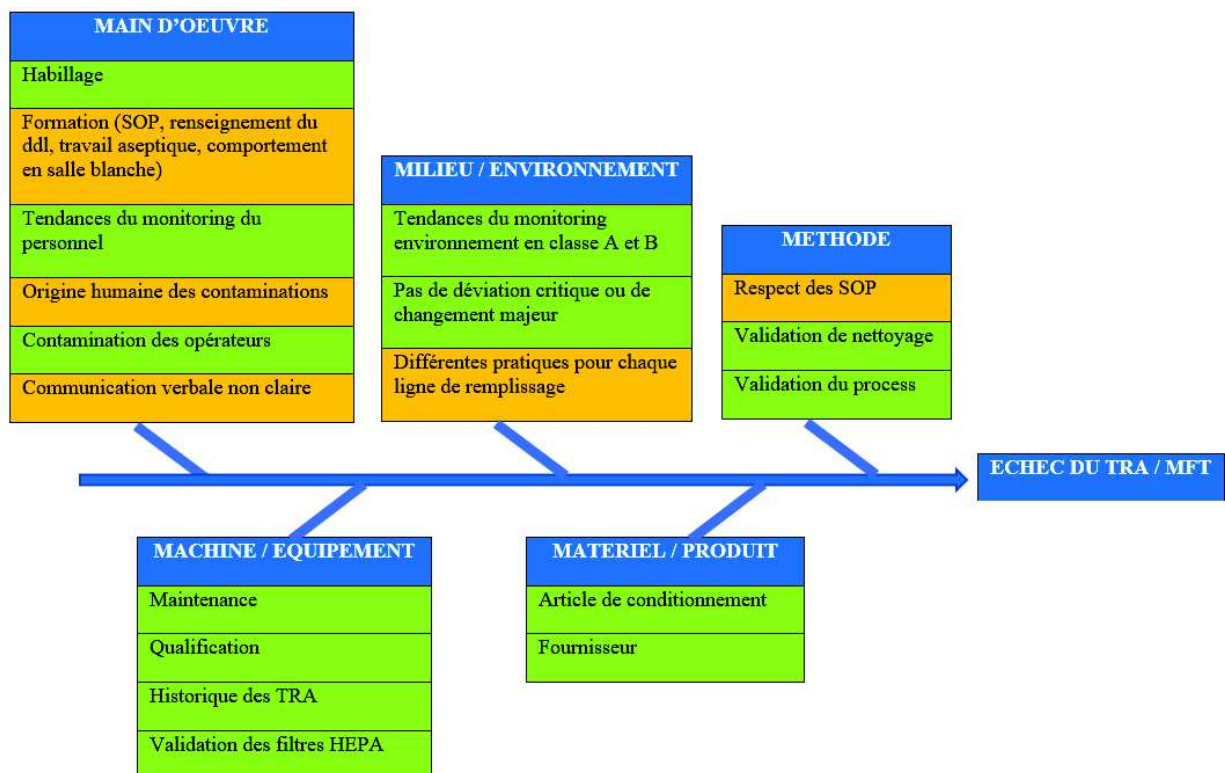 MAIN D'OEUVRE
Habillage
Formation (SOP, renseignement du
ddl, travail aseptique, comportement
en salle blanche)
Tendances du monitoring du
personnel
Origine humaine des contaminations
Contamination des opérateurs
Communication verbale non claire
MILIEU / ENVIRONNEMENT
Tendances du monitoring
environnement en classe A et B
Pas de déviation critique ou de
changement majeur
Différentes pratiques pour chaque
ligne de remplissage
METHODE
Respect des SOP
Validation de nettoyage
Validation du process
ECHEC DU TRA / MFT
MACHINE / EQUIPEMENT
Maintenance
Qualification
Historique des TRA
Validation des filtres HEPA
MATERIEL / PRODUIT
Article de conditionnement
Fournisseur